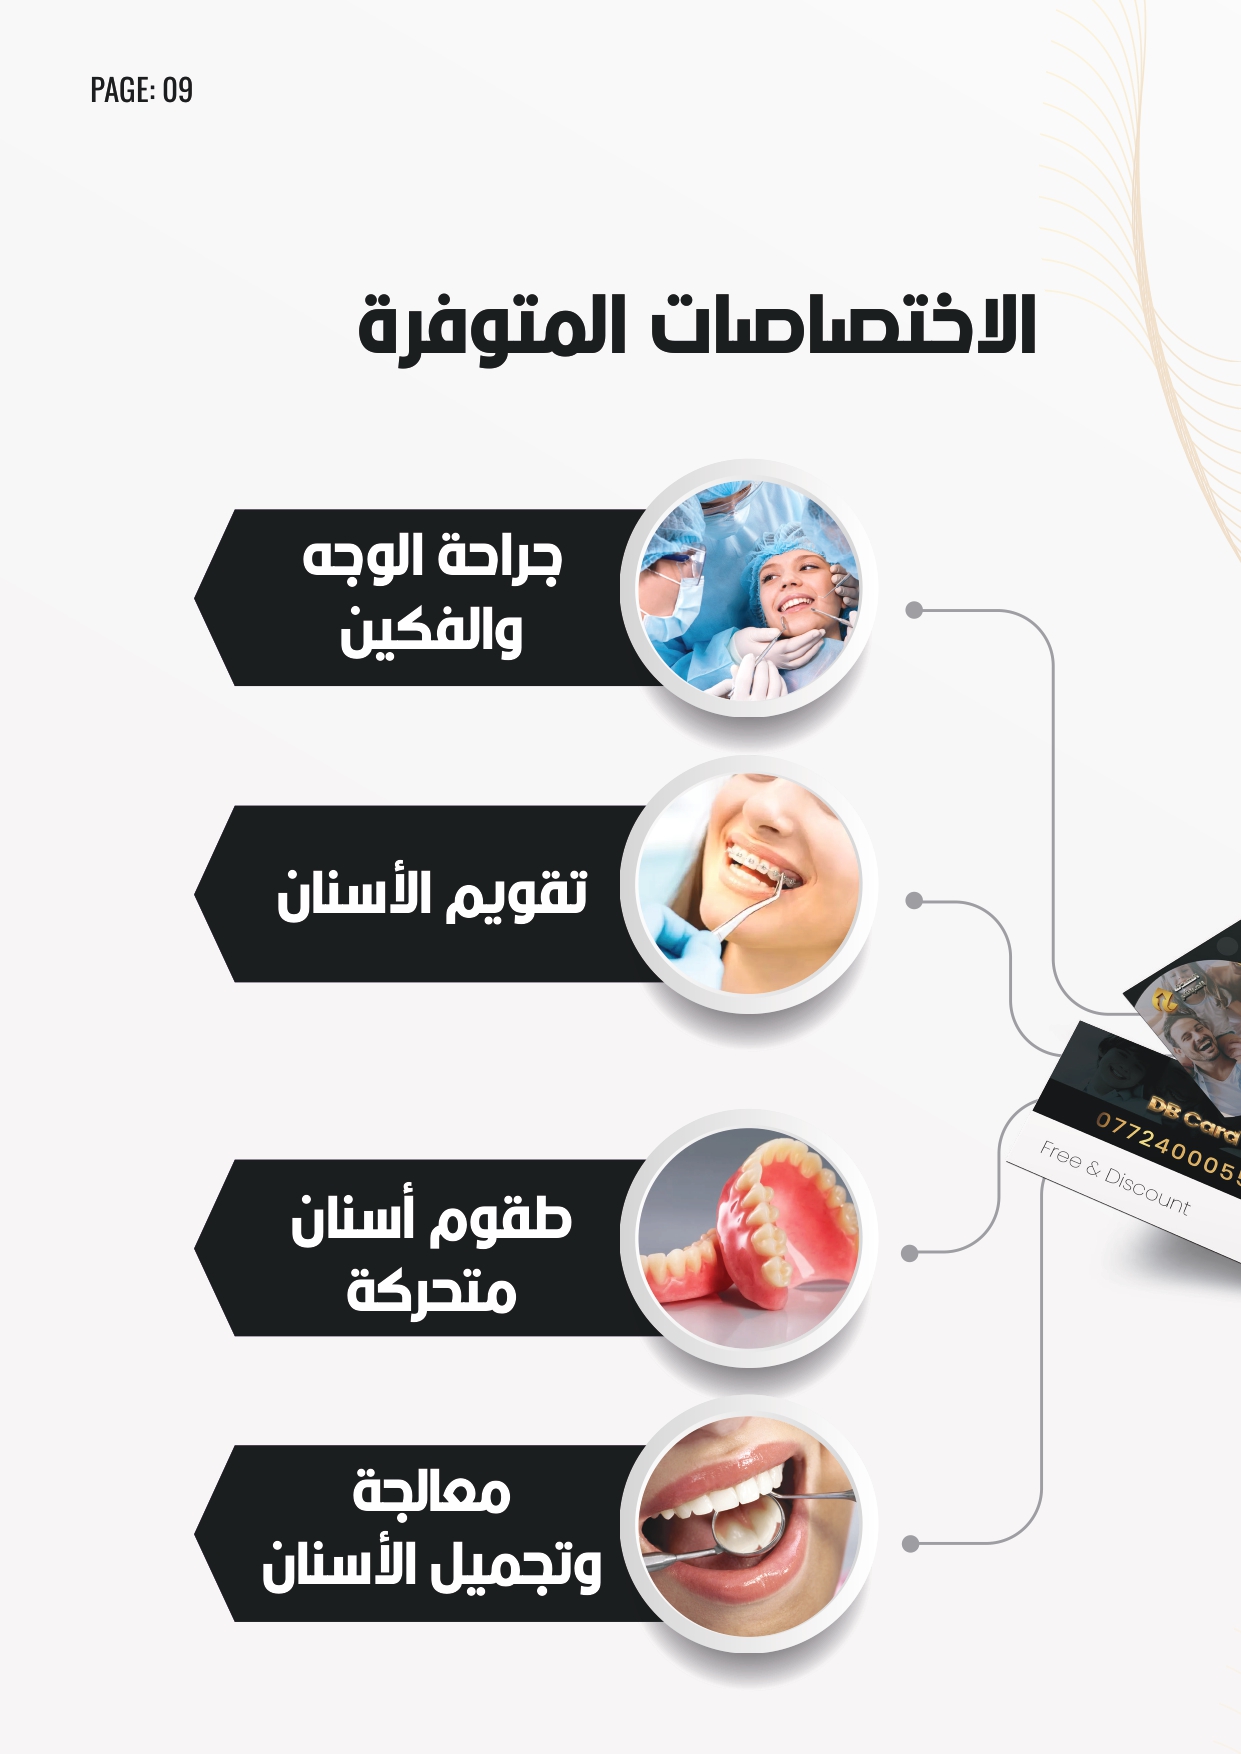 PAGE: 09
الاختصاصات المتوفرة
جراحة الوجه
والفكين
تقويم الأسنان
طقوم أسنان
متحركة
معالجة
وتجميل الأسنان
DB Card
077240005
Free & Discount